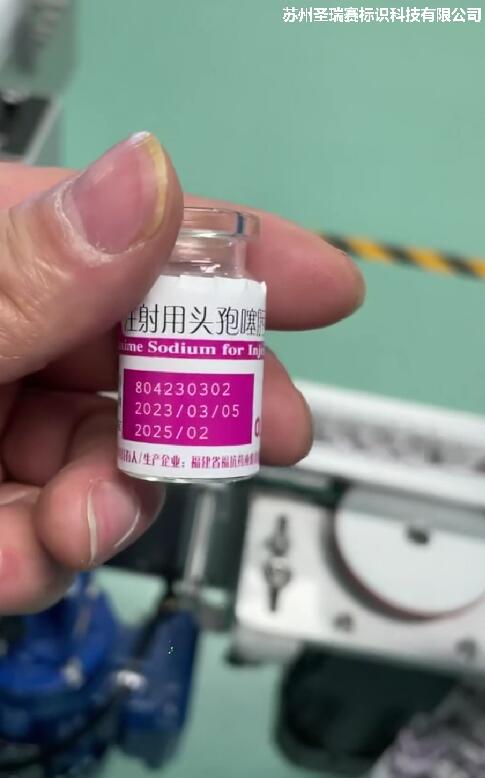 苏州圣瑞赛标识科技有限公司
注射用头孢噻肟
ime Sodium for Inj
804230302
2023/03/05
2025/02
有人/生产企业：福建省福抗药业